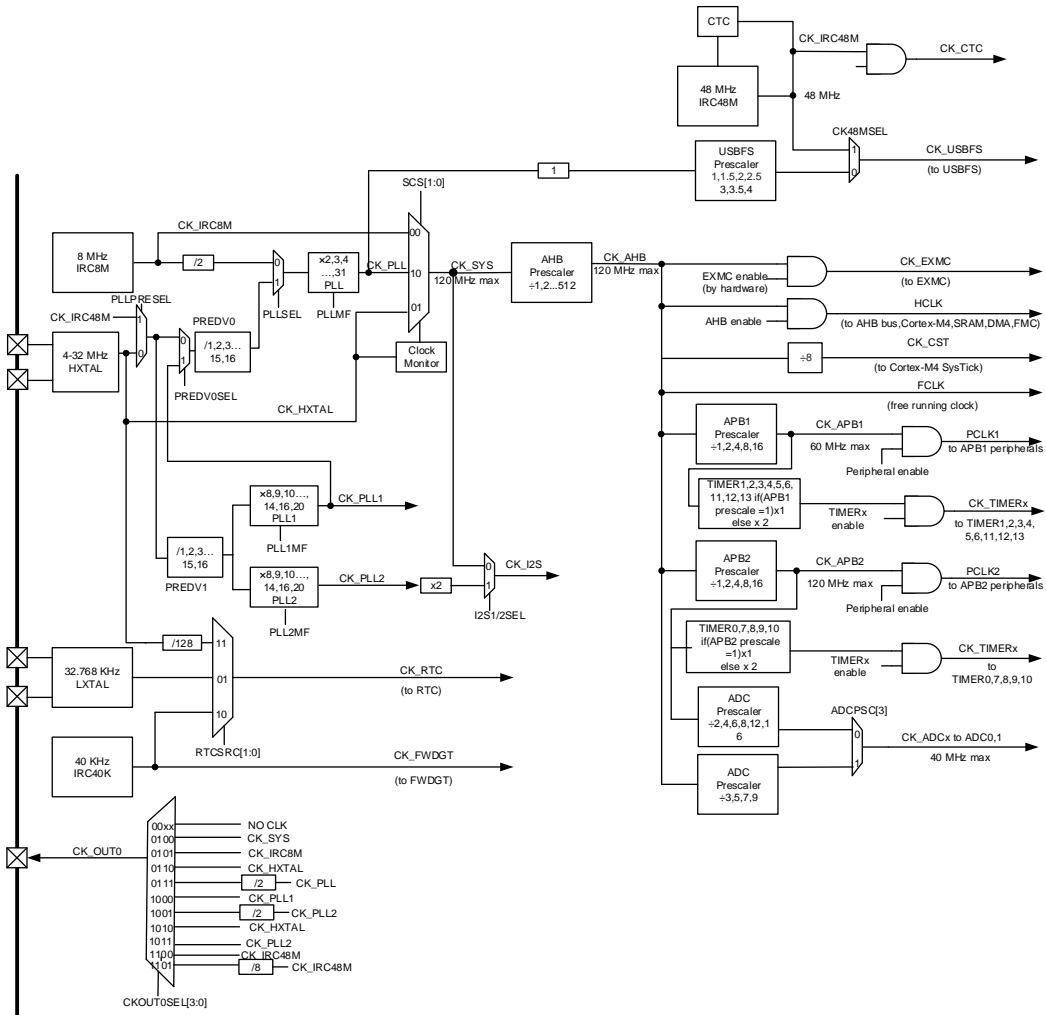 CTC
CK_IRC48M
CK_CTC
48 MHz
IRC48M
48 MHz
CK48MSEL
USBFS
Prescaler
1,1.5,2,2.5
3,3.5,4
1
0
CK_USBFS
(to USBFS)
1
SCS[1:0]
CK_IRC8M
8 MHz
IRC8M
/2
0
1
PLLSEL
×2,3,4
…,31
PLL
PLLMF
CK_PLL
00
10
01
CK_SYS
120 MHz max
AHB
Prescaler
÷1,2...512
CK_AHB
120 MHz max
EXMC enable
(by hardware)
CK_EXMC
(to EXMC)
AHB enable
HCLK
(to AHB bus,Cortex-M4,SRAM,DMA,FMC)
÷8
CK_CST
(to Cortex-M4 SysTick)
FCLK
(free running clock)
PLLPRESEL
CK_IRC48M
1
0
4-32 MHz
HXTAL
PREDV0
0
1
/1,2,3…
15,16
PREDV0SEL
Clock
Monitor
CK_HXTAL
APB1
Prescaler
÷1,2,4,8,16
CK_APB1
60 MHz max
Peripheral enable
PCLK1
to APB1 peripherals
TIMER1,2,3,4,5,6,
11,12,13 if(APB1
prescale =1)x1
else x 2
TIMERx
enable
CK_TIMERx
to TIMER1,2,3,4,
5,6,11,12,13
×8,9,10…,
14,16,20
PLL1
PLL1MF
CK_PLL1
/1,2,3…
15,16
PREDV1
×8,9,10…,
14,16,20
PLL2
PLL2MF
CK_PLL2
x2
0
1
CK_I2S
I2S1/2SEL
APB2
Prescaler
÷1,2,4,8,16
CK_APB2
120 MHz max
Peripheral enable
PCLK2
to APB2 peripherals
TIMER0,7,8,9,10
if(APB2 prescale
=1)x1
else x 2
TIMERx
enable
CK_TIMERx
to
TIMER0,7,8,9,10
/128
11
01
10
32.768 KHz
LXTAL
CK_RTC
(to RTC)
RTCSRC[1:0]
40 KHz
IRC40K
CK_FWDGT
(to FWDGT)
ADC
Prescaler
÷2,4,6,8,12,1
6
ADCPSC[3]
0
1
CK_ADCx to ADC0,1
40 MHz max
ADC
Prescaler
÷3,5,7,9
CK_OUT0
00xx NO CLK
0100 CK_SYS
0101 CK_IRC8M
0110 CK_HXTAL
0111 /2 CK_PLL
1000 CK_PLL1
1001 /2 CK_PLL2
1010 CK_HXTAL
1011 CK_PLL2
1100 CK_IRC48M
1101 /8 CK_IRC48M
CKOUT0SEL[3:0]